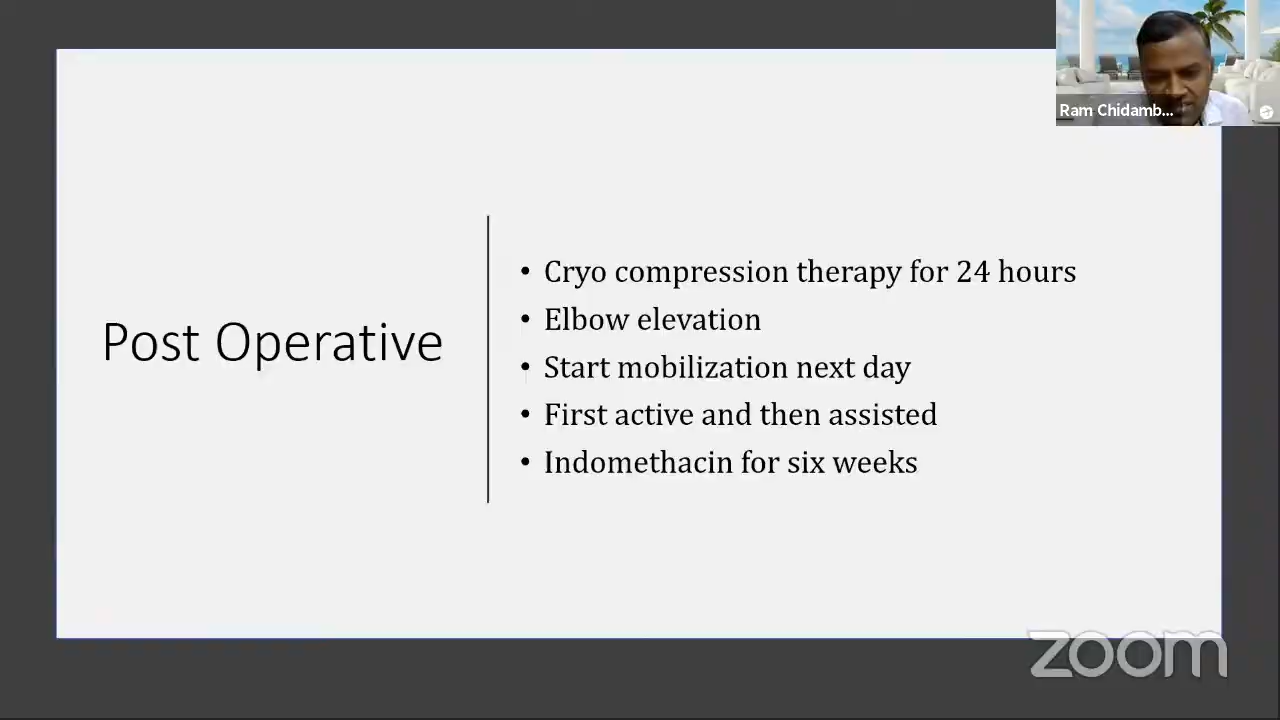 Ram Chidamb...
Post Operative
• Cryo compression therapy for 24 hours
• Elbow elevation
• Start mobilization next day
• First active and then assisted
• Indomethacin for six weeks
zoom